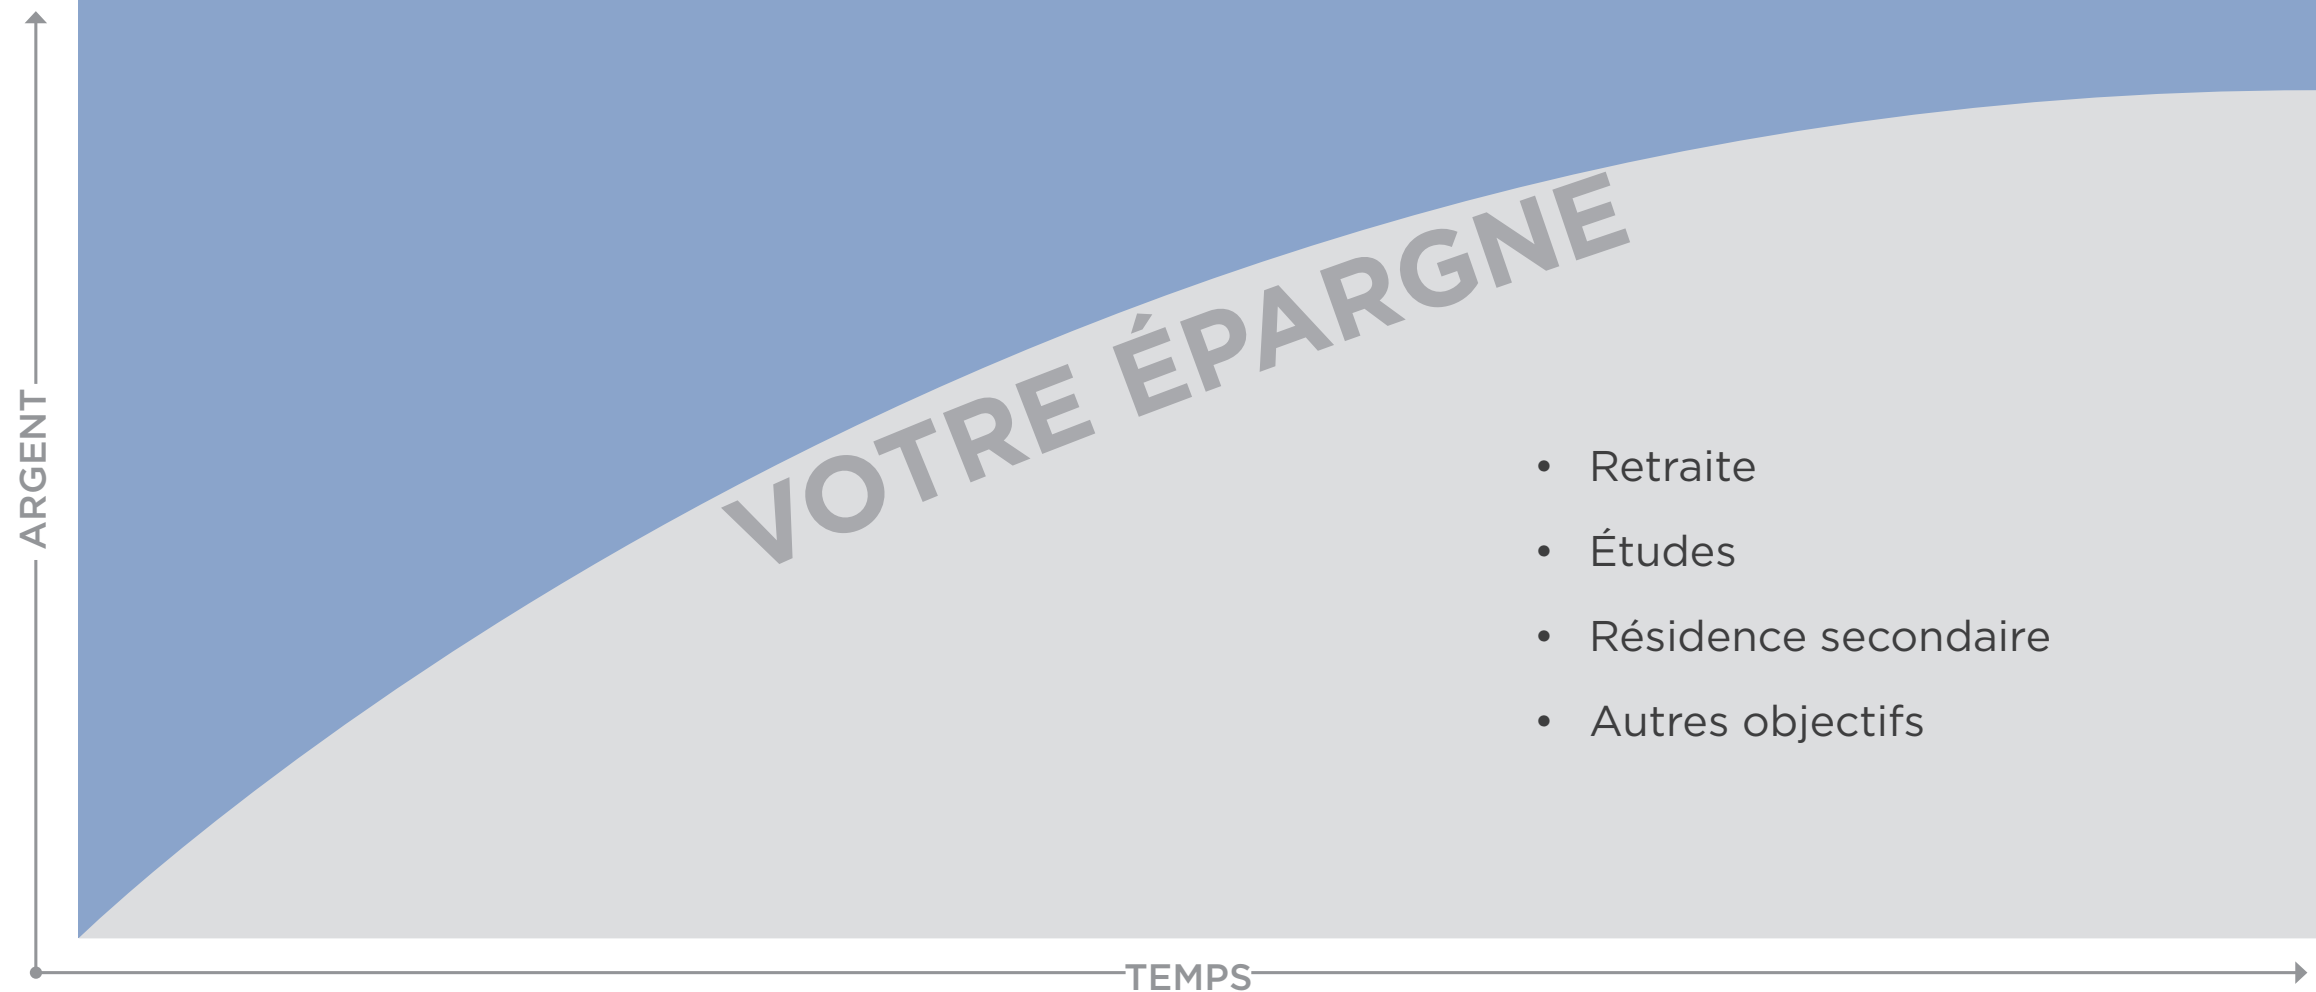 ARGENT
VOTRE ÉPARGNE
• Retraite
• Études
• Résidence secondaire
• Autres objectifs
TEMPS